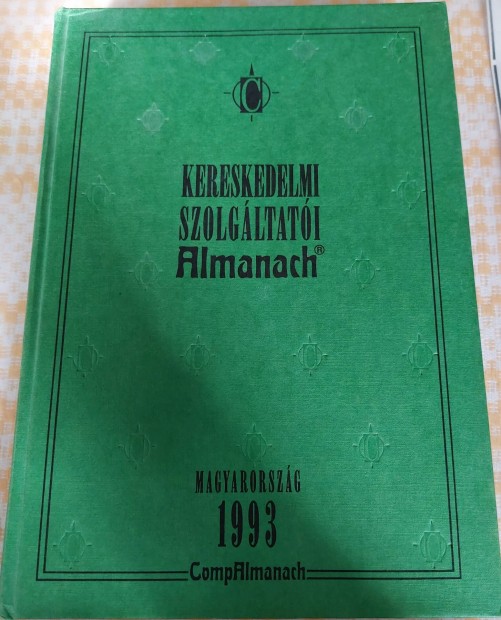 C
KERESKEDELMI
SZOLGÁLTATÓI
Almanach®
MAGYARORSZÁG
1993
CompAlmanach